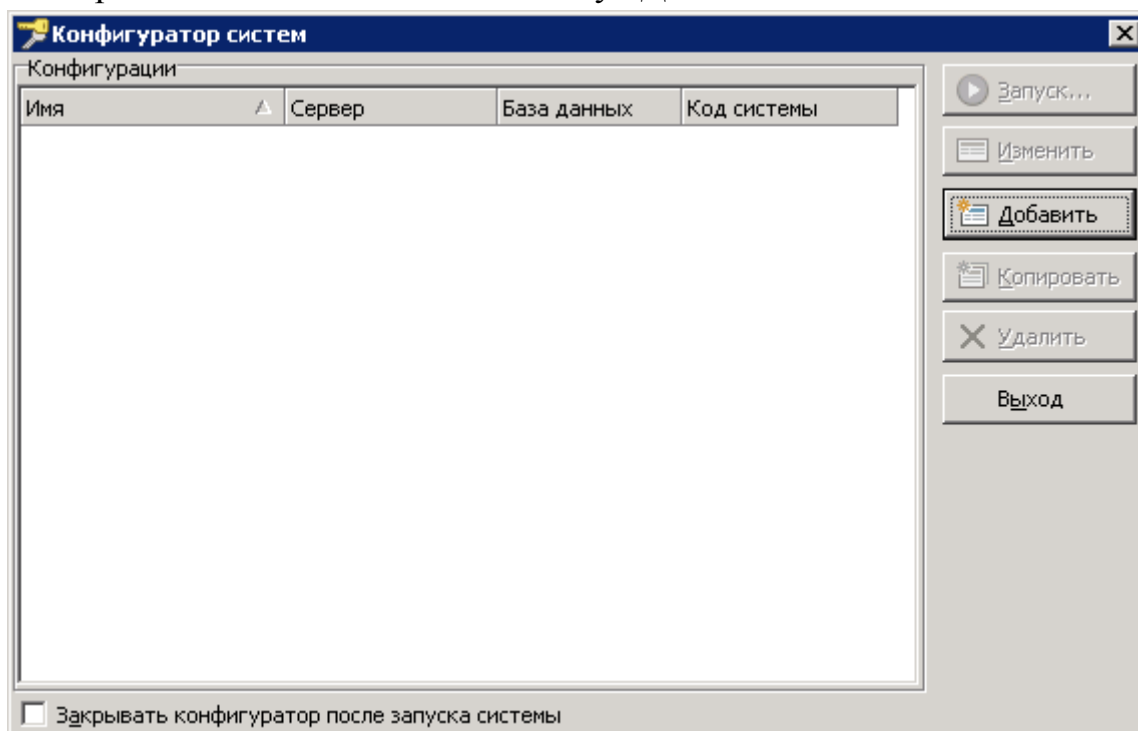 Конфигуратор систем
Конфигурации
Имя Сервер База данных Код системы
Запуск...
Изменить
Добавить
Копировать
Удалить
Выход
Закрывать конфигуратор после запуска системы